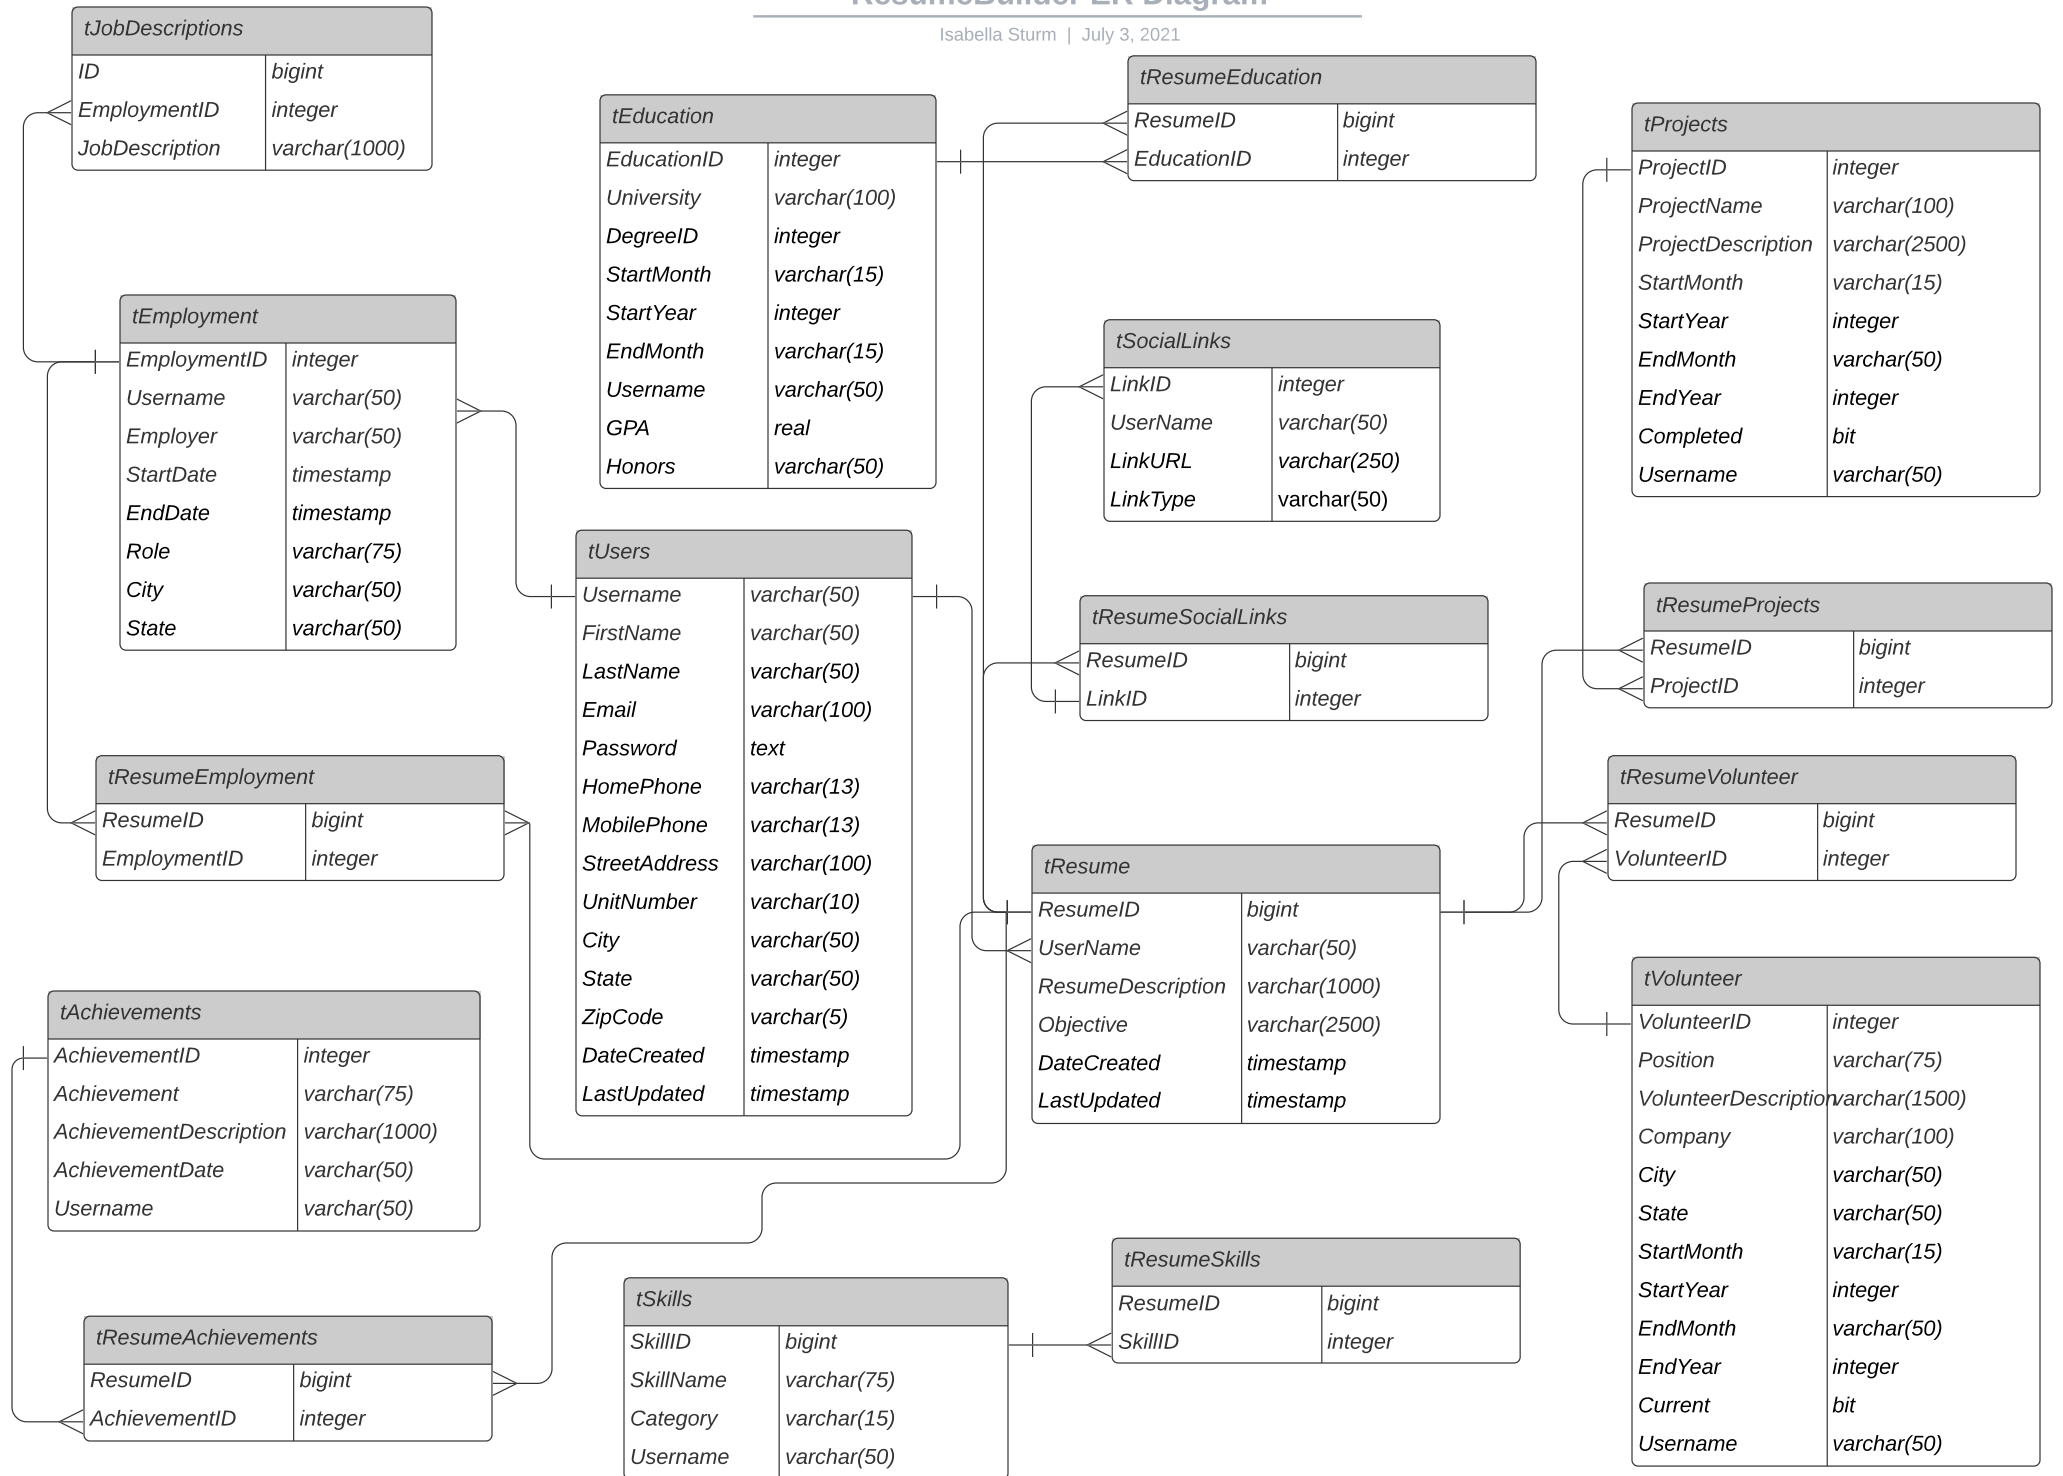 ResumeBuilder ER Diagram
Isabella Sturm | July 3, 2021
tJobDescriptions
ID bigint
EmploymentID integer
JobDescription varchar(1000)
tEmployment
EmploymentID integer
Username varchar(50)
Employer varchar(50)
StartDate timestamp
EndDate timestamp
Role varchar(75)
City varchar(50)
State varchar(50)
tResumeEmployment
ResumeID bigint
EmploymentID integer
tAchievements
AchievementID integer
Achievement varchar(75)
AchievementDescription varchar(1000)
AchievementDate varchar(50)
Username varchar(50)
tResumeAchievements
ResumeID bigint
AchievementID integer
tEducation
EducationID integer
University varchar(100)
DegreeID integer
StartMonth varchar(15)
StartYear integer
EndMonth varchar(15)
Username varchar(50)
GPA real
Honors varchar(50)
tUsers
Username varchar(50)
FirstName varchar(50)
LastName varchar(50)
Email varchar(100)
Password text
HomePhone varchar(13)
MobilePhone varchar(13)
StreetAddress varchar(100)
UnitNumber varchar(10)
City varchar(50)
State varchar(50)
ZipCode varchar(5)
DateCreated timestamp
LastUpdated timestamp
tSkills
SkillID bigint
SkillName varchar(75)
Category varchar(15)
Username varchar(50)
tResumeEducation
ResumeID bigint
EducationID integer
tSocialLinks
LinkID integer
UserName varchar(50)
LinkURL varchar(250)
LinkType varchar(50)
tResumeSocialLinks
ResumeID bigint
LinkID integer
tResume
ResumeID bigint
UserName varchar(50)
ResumeDescription varchar(1000)
Objective varchar(2500)
DateCreated timestamp
LastUpdated timestamp
tResumeSkills
ResumeID bigint
SkillID integer
tProjects
ProjectID integer
ProjectName varchar(100)
ProjectDescription varchar(2500)
StartMonth varchar(15)
StartYear integer
EndMonth varchar(50)
EndYear integer
Completed bit
Username varchar(50)
tResumeProjects
ResumeID bigint
ProjectID integer
tResumeVolunteer
ResumeID bigint
VolunteerID integer
tVolunteer
VolunteerID integer
Position varchar(75)
VolunteerDescription varchar(1500)
Company varchar(100)
City varchar(50)
State varchar(50)
StartMonth varchar(15)
StartYear integer
EndMonth varchar(50)
EndYear integer
Current bit
Username varchar(50)